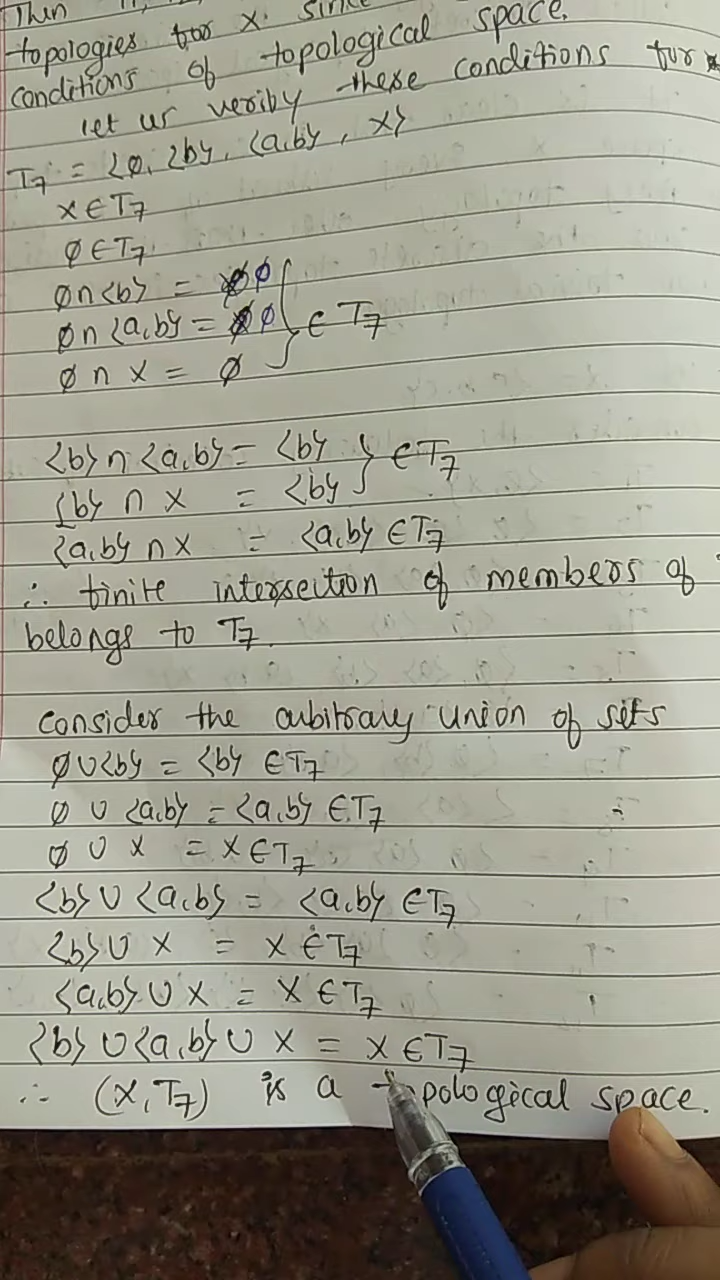 Then
topologies for X. Since
conditions of topological space.
let us verify these conditions for
T₇ = {∅, {b}, {a,b}, X}
X ∈ T₇
∅ ∈ T₇
∅ ∩ {b} = ∅
∅ ∩ {a,b} = ∅ } ∈ T₇
∅ ∩ X = ∅
{b} ∩ {a,b} = {b} } ∈ T₇
{b} ∩ X = {b}
{a,b} ∩ X = {a,b} ∈ T₇
∴ finite intersection of members of
belongs to T₇.
Consider the arbitrary union of sets
∅ ∪ {b} = {b} ∈ T₇
∅ ∪ {a,b} = {a,b} ∈ T₇
∅ ∪ X = X ∈ T₇
{b} ∪ {a,b} = {a,b} ∈ T₇
{b} ∪ X = X ∈ T₇
{a,b} ∪ X = X ∈ T₇
{b} ∪ {a,b} ∪ X = X ∈ T₇
∴ (X, T₇) is a topological space.